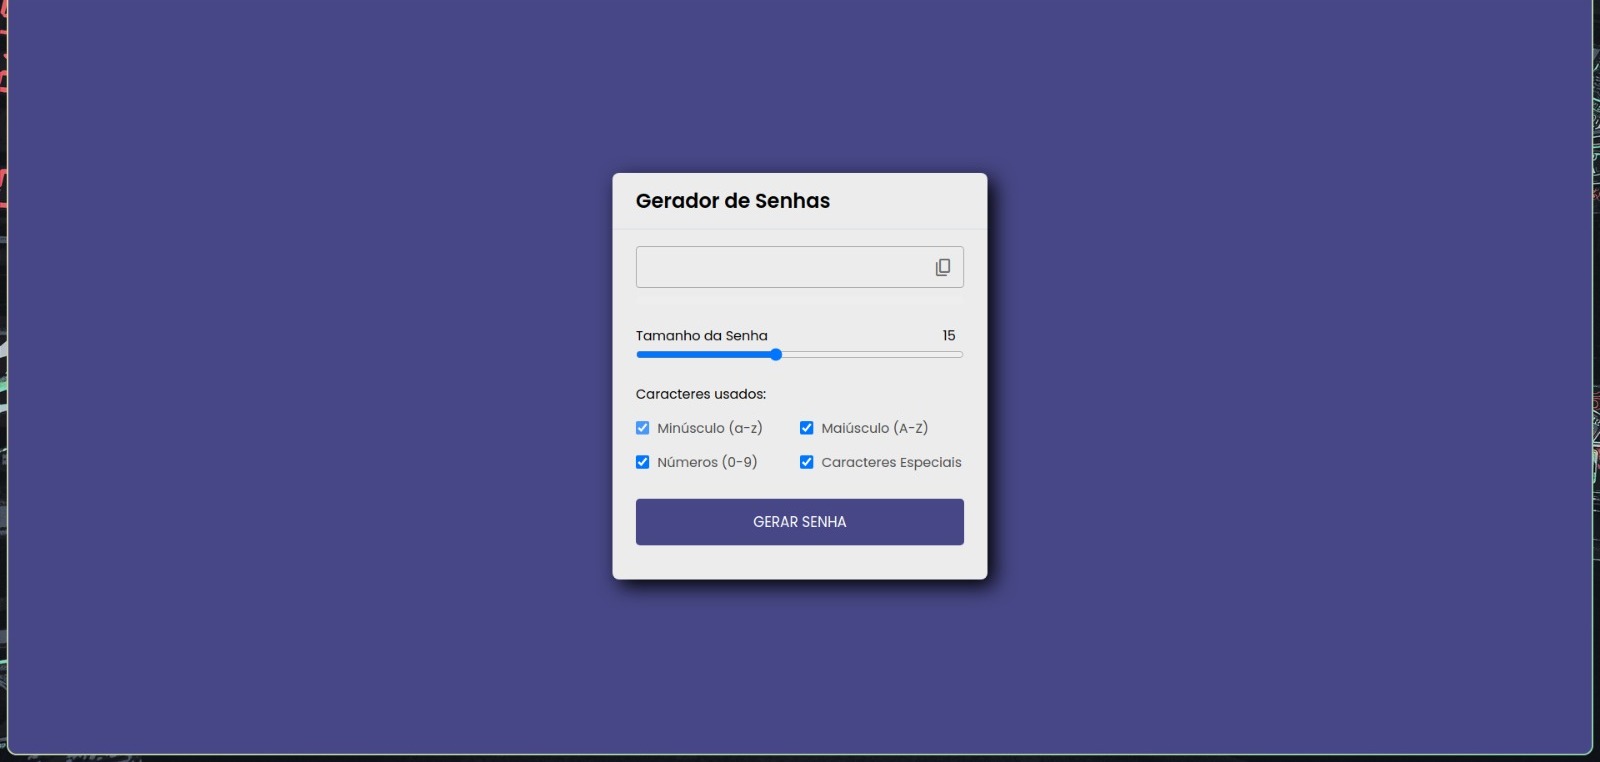 Gerador de Senhas
Tamanho da Senha 15
Caracteres usados:
Minúsculo (a-z) Maiúsculo (A-Z)
Números (0-9) Caracteres Especiais
GERAR SENHA